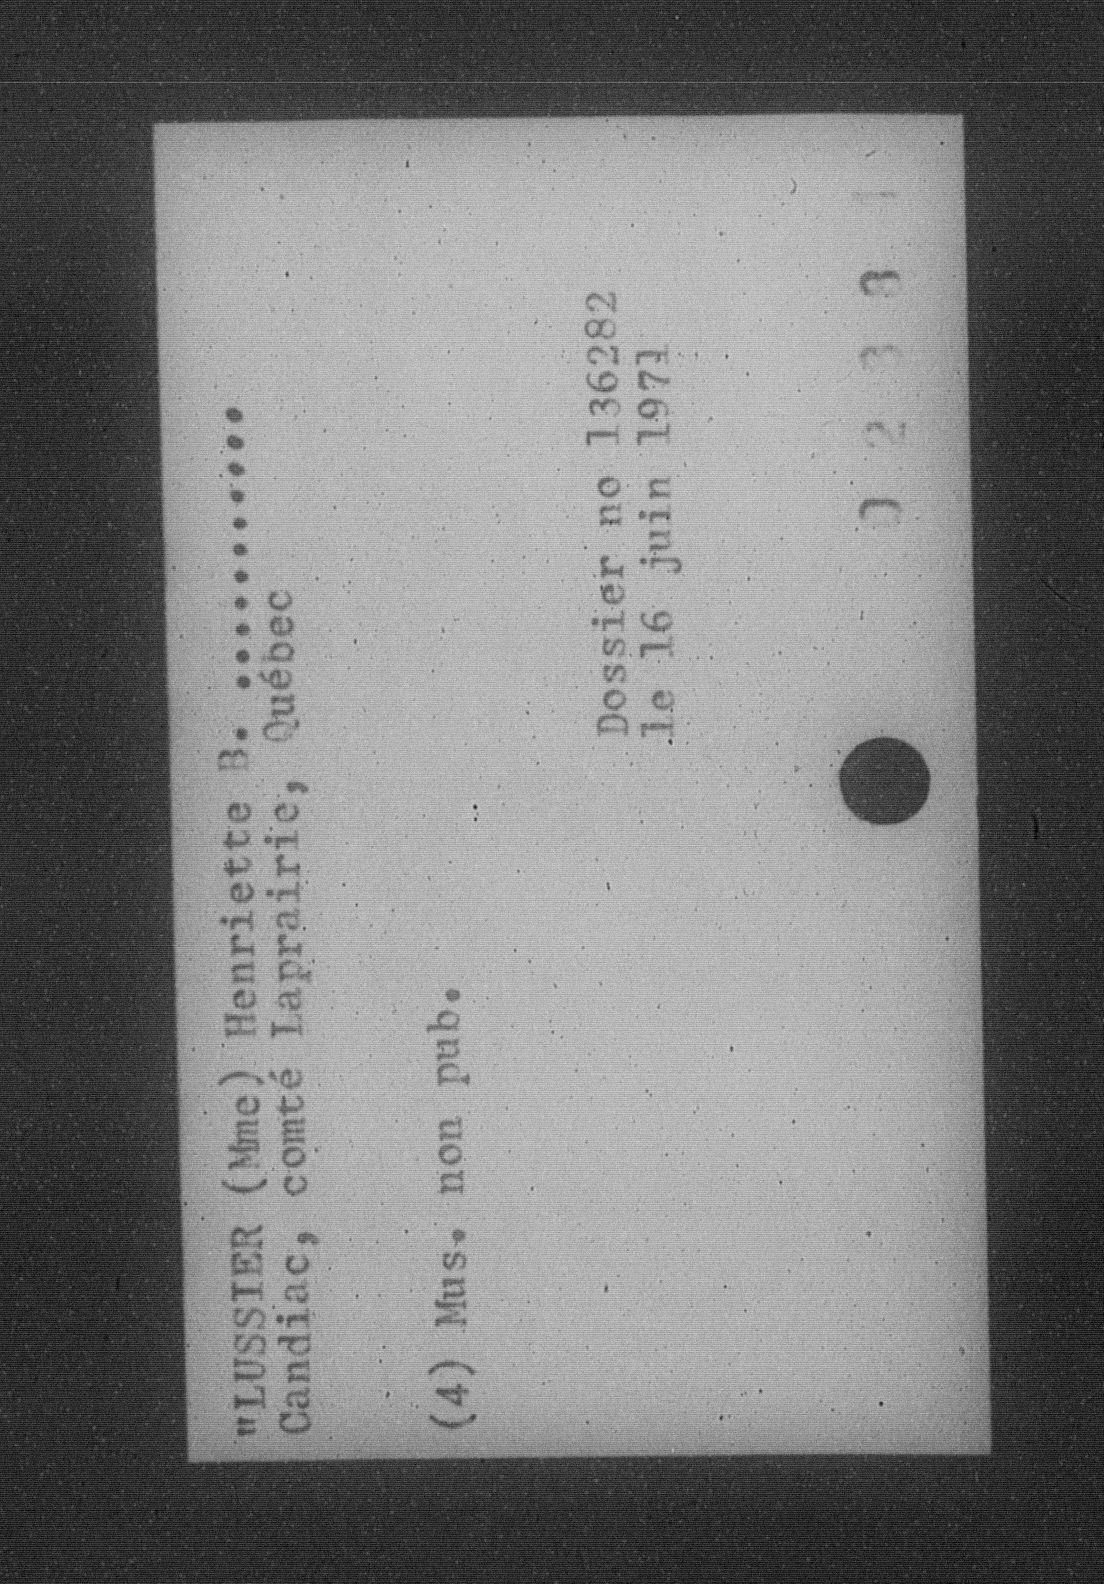 "LUSSIER (Mme) Henriette B. ...........
Candiac, comté Laprairie, Québec
(4) Mus. non pub.
Dossier no 136282
le 16 juin 1971